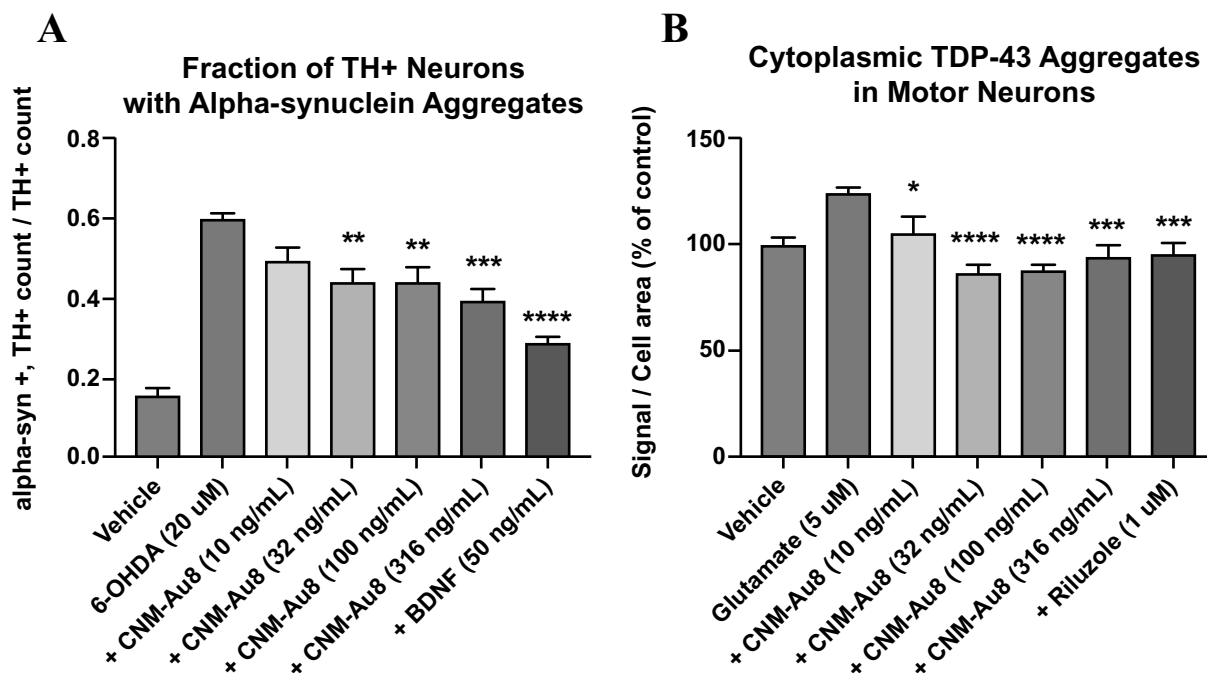 A
Fraction of TH+ Neurons
with Alpha-synuclein Aggregates
alpha-syn +, TH+ count / TH+ count
0.8
0.6
0.4
0.2
0.0
**
**
***
****
Vehicle
6-OHDA (20 uM)
+ CNM-Au8 (10 ng/mL)
+ CNM-Au8 (32 ng/mL)
+ CNM-Au8 (100 ng/mL)
+ CNM-Au8 (316 ng/mL)
+ BDNF (50 ng/mL)
B
Cytoplasmic TDP-43 Aggregates
in Motor Neurons
Signal / Cell area (% of control)
150
100
50
0
*
****
****
***
***
Vehicle
Glutamate (5 uM)
+ CNM-Au8 (10 ng/mL)
+ CNM-Au8 (32 ng/mL)
+ CNM-Au8 (100 ng/mL)
+ CNM-Au8 (316 ng/mL)
+ Riluzole (1 uM)